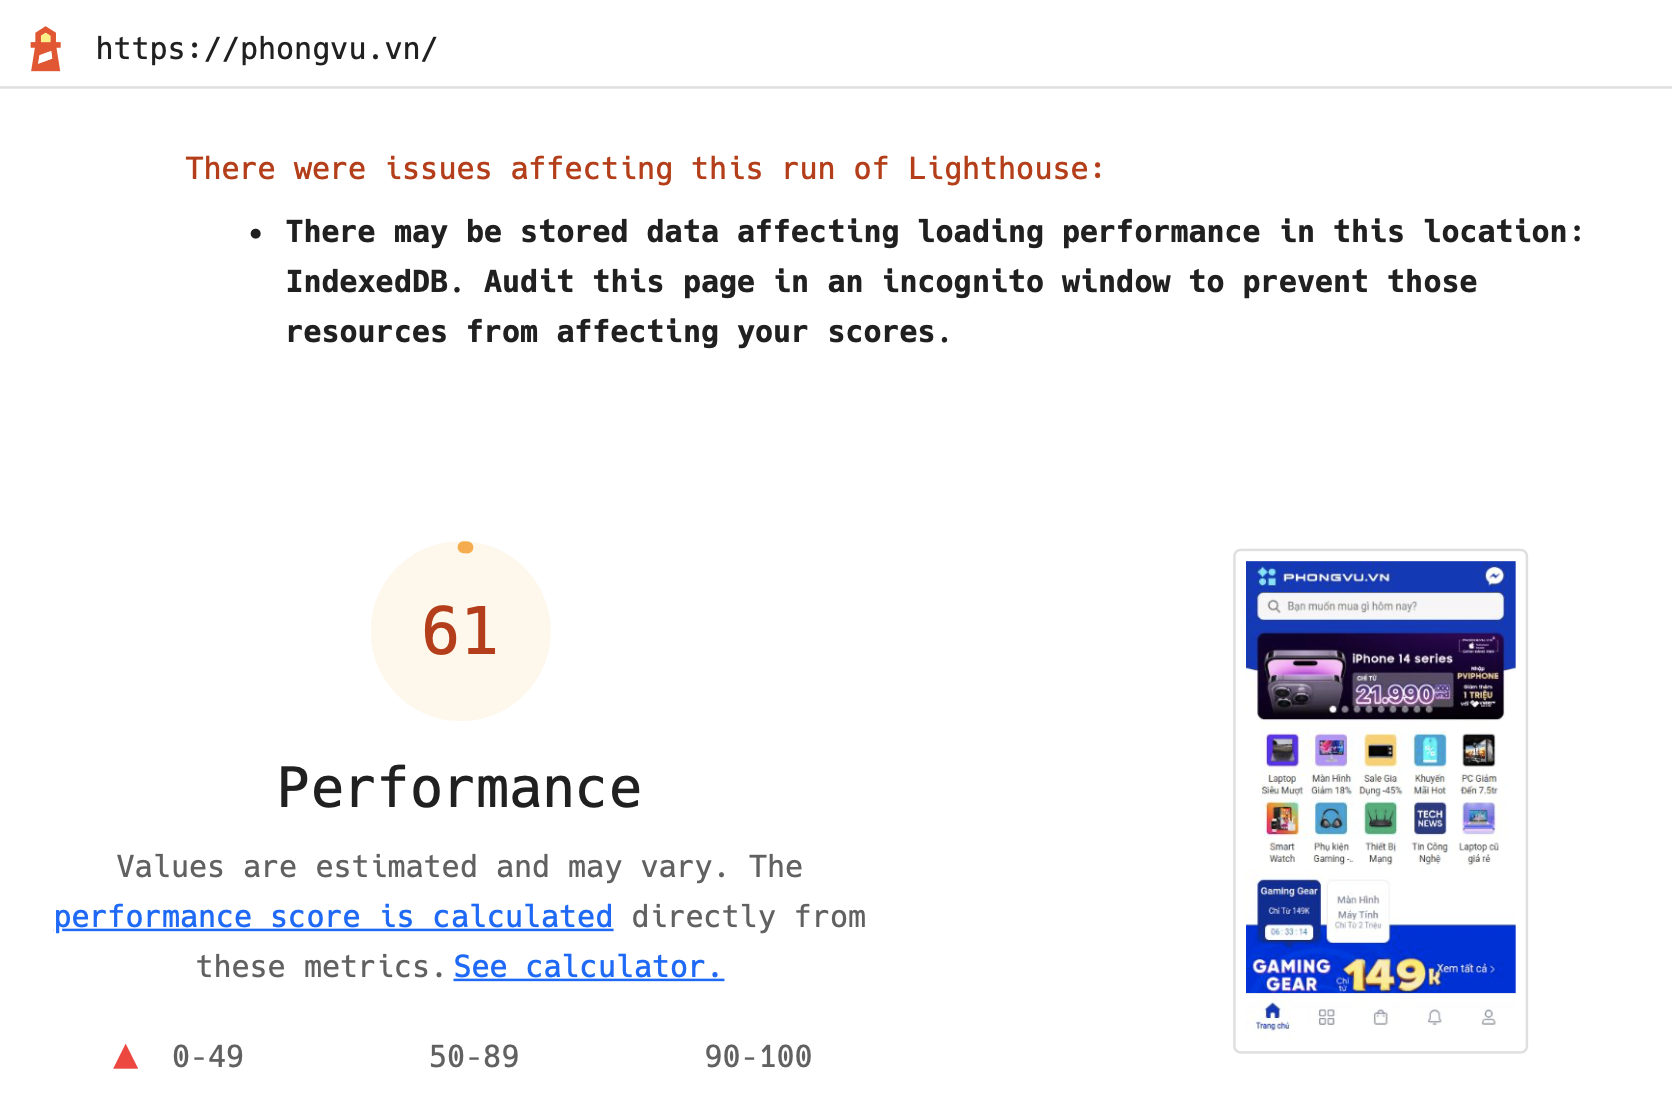 https://phongvu.vn/
There were issues affecting this run of Lighthouse:
• There may be stored data affecting loading performance in this location:
IndexedDB. Audit this page in an incognito window to prevent those
resources from affecting your scores.
61
Performance
Values are estimated and may vary. The
performance score is calculated directly from
these metrics. See calculator.
0-49 50-89 90-100
PHONGVU.VN
Bạn muốn mua gì hôm nay?
iPhone 14 series
CHỈ TỪ
21.990
Nhập
PVIPHONE
Giảm thêm
1 TRIỆU
với
Laptop Siêu Mượt
Màn Hình Giảm 18%
Sale Gia Dụng -45%
Khuyến Mãi Hot
PC Giảm Đến 7.5tr
TECH NEWS
Smart Watch
Phụ kiện Gaming -..
Thiết Bị Mạng
Tin Công Nghệ
Laptop cũ giá rẻ
Gaming Gear
Chỉ Từ 149K
06 : 33 : 14
Màn Hình
Máy Tính
Chỉ Từ 2 Triệu
GAMING GEAR
Chỉ từ 149K
Xem tất cả >
Trang chủ